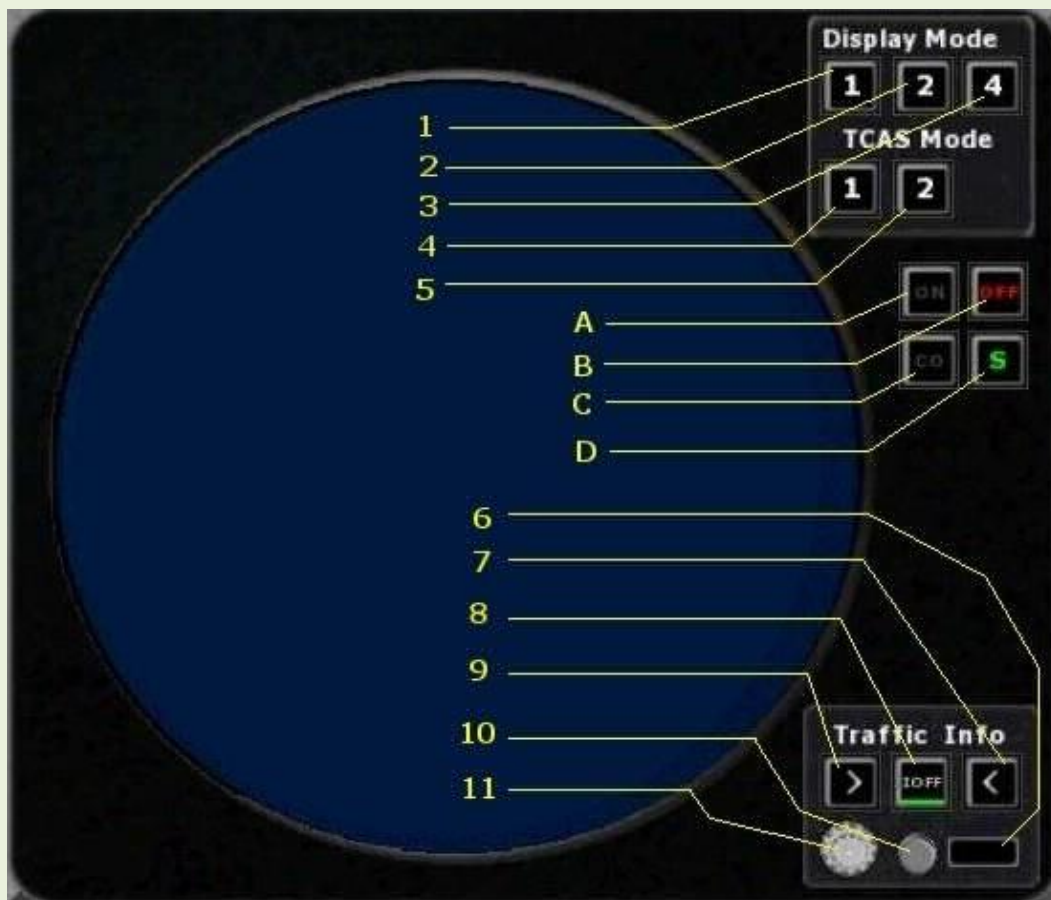 Display Mode
1 2 4
TCAS Mode
1 2
1
2
3
4
5
ON OFF
CO S
A
B
C
D
6
7
8
9
10
11
Traffic Info
> IOFF <